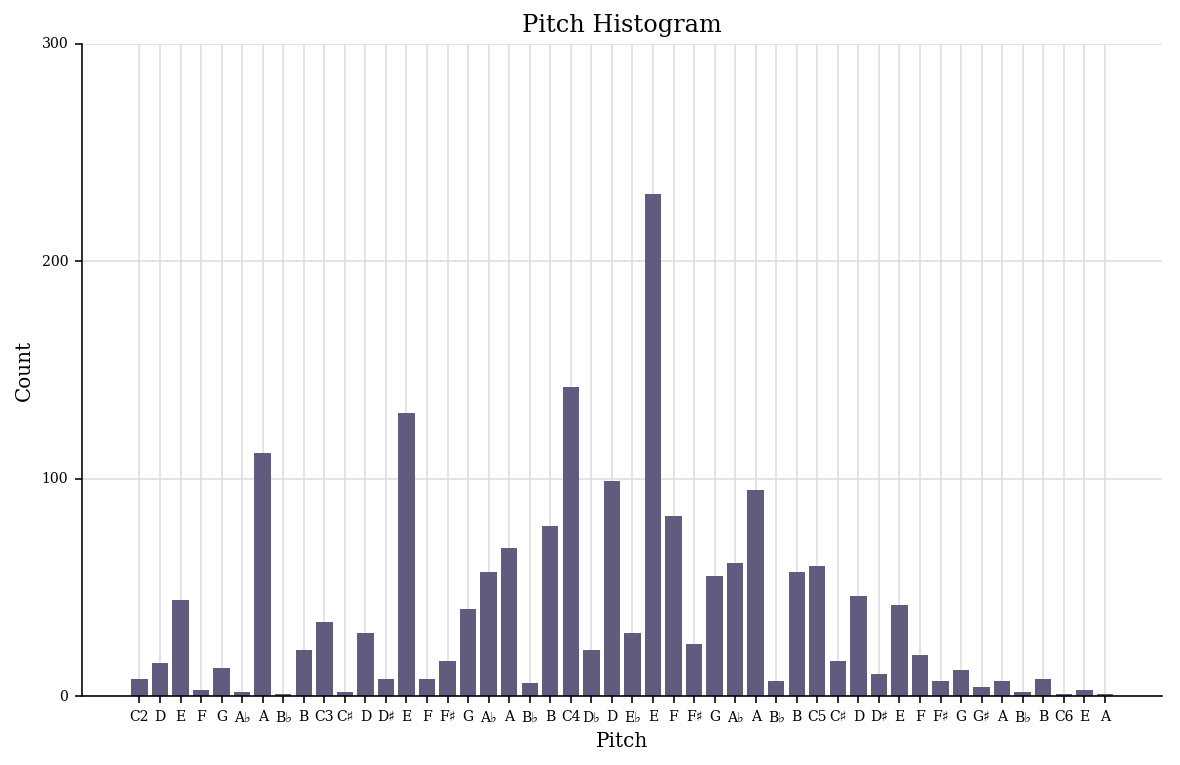 Pitch Histogram
300
200
100
0
Count
C2 D E F G A♭ A B♭ B C3 C♯ D D♯ E F F♯ G A♭ A B♭ B C4 D♭ D E♭ E F F♯ G A♭ A B♭ B C5 C♯ D D♯ E F F♯ G G♯ A B♭ B C6 E A
Pitch